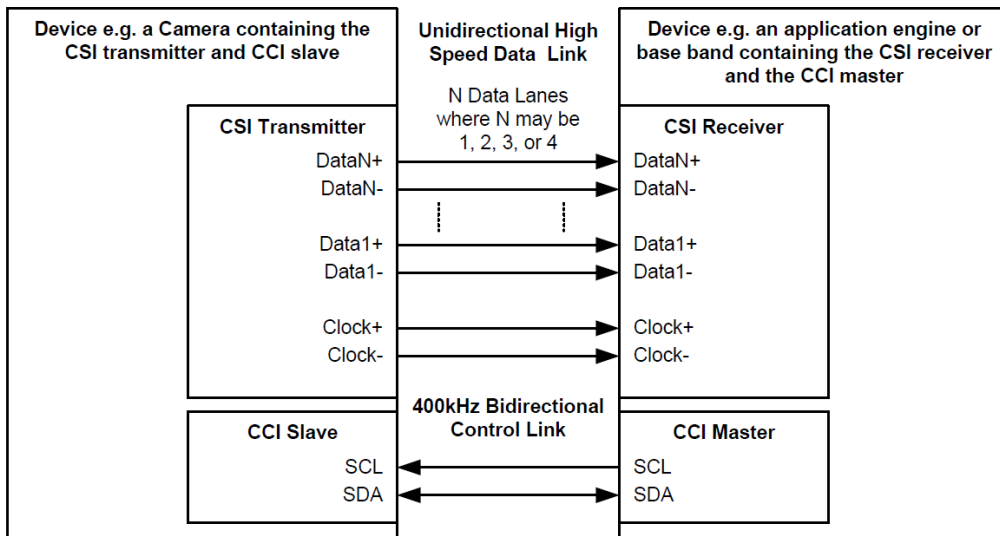 Device e.g. a Camera containing the
CSI transmitter and CCI slave
Unidirectional High
Speed Data Link
N Data Lanes
where N may be
1, 2, 3, or 4
Device e.g. an application engine or
base band containing the CSI receiver
and the CCI master
CSI Transmitter
DataN+
DataN-
Data1+
Data1-
Clock+
Clock-
CSI Receiver
DataN+
DataN-
Data1+
Data1-
Clock+
Clock-
400kHz Bidirectional
Control Link
CCI Slave
SCL
SDA
CCI Master
SCL
SDA